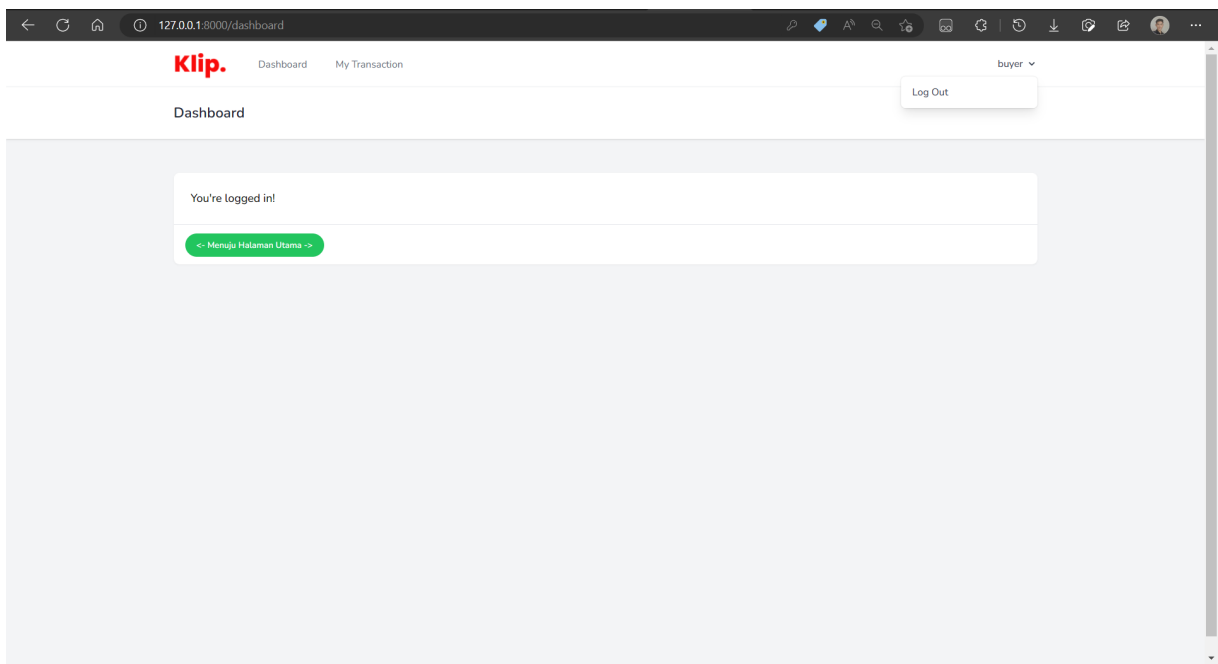 127.0.0.1:8000/dashboard
Klip. Dashboard My Transaction buyer
Log Out
Dashboard
You're logged in!
<- Menuju Halaman Utama ->